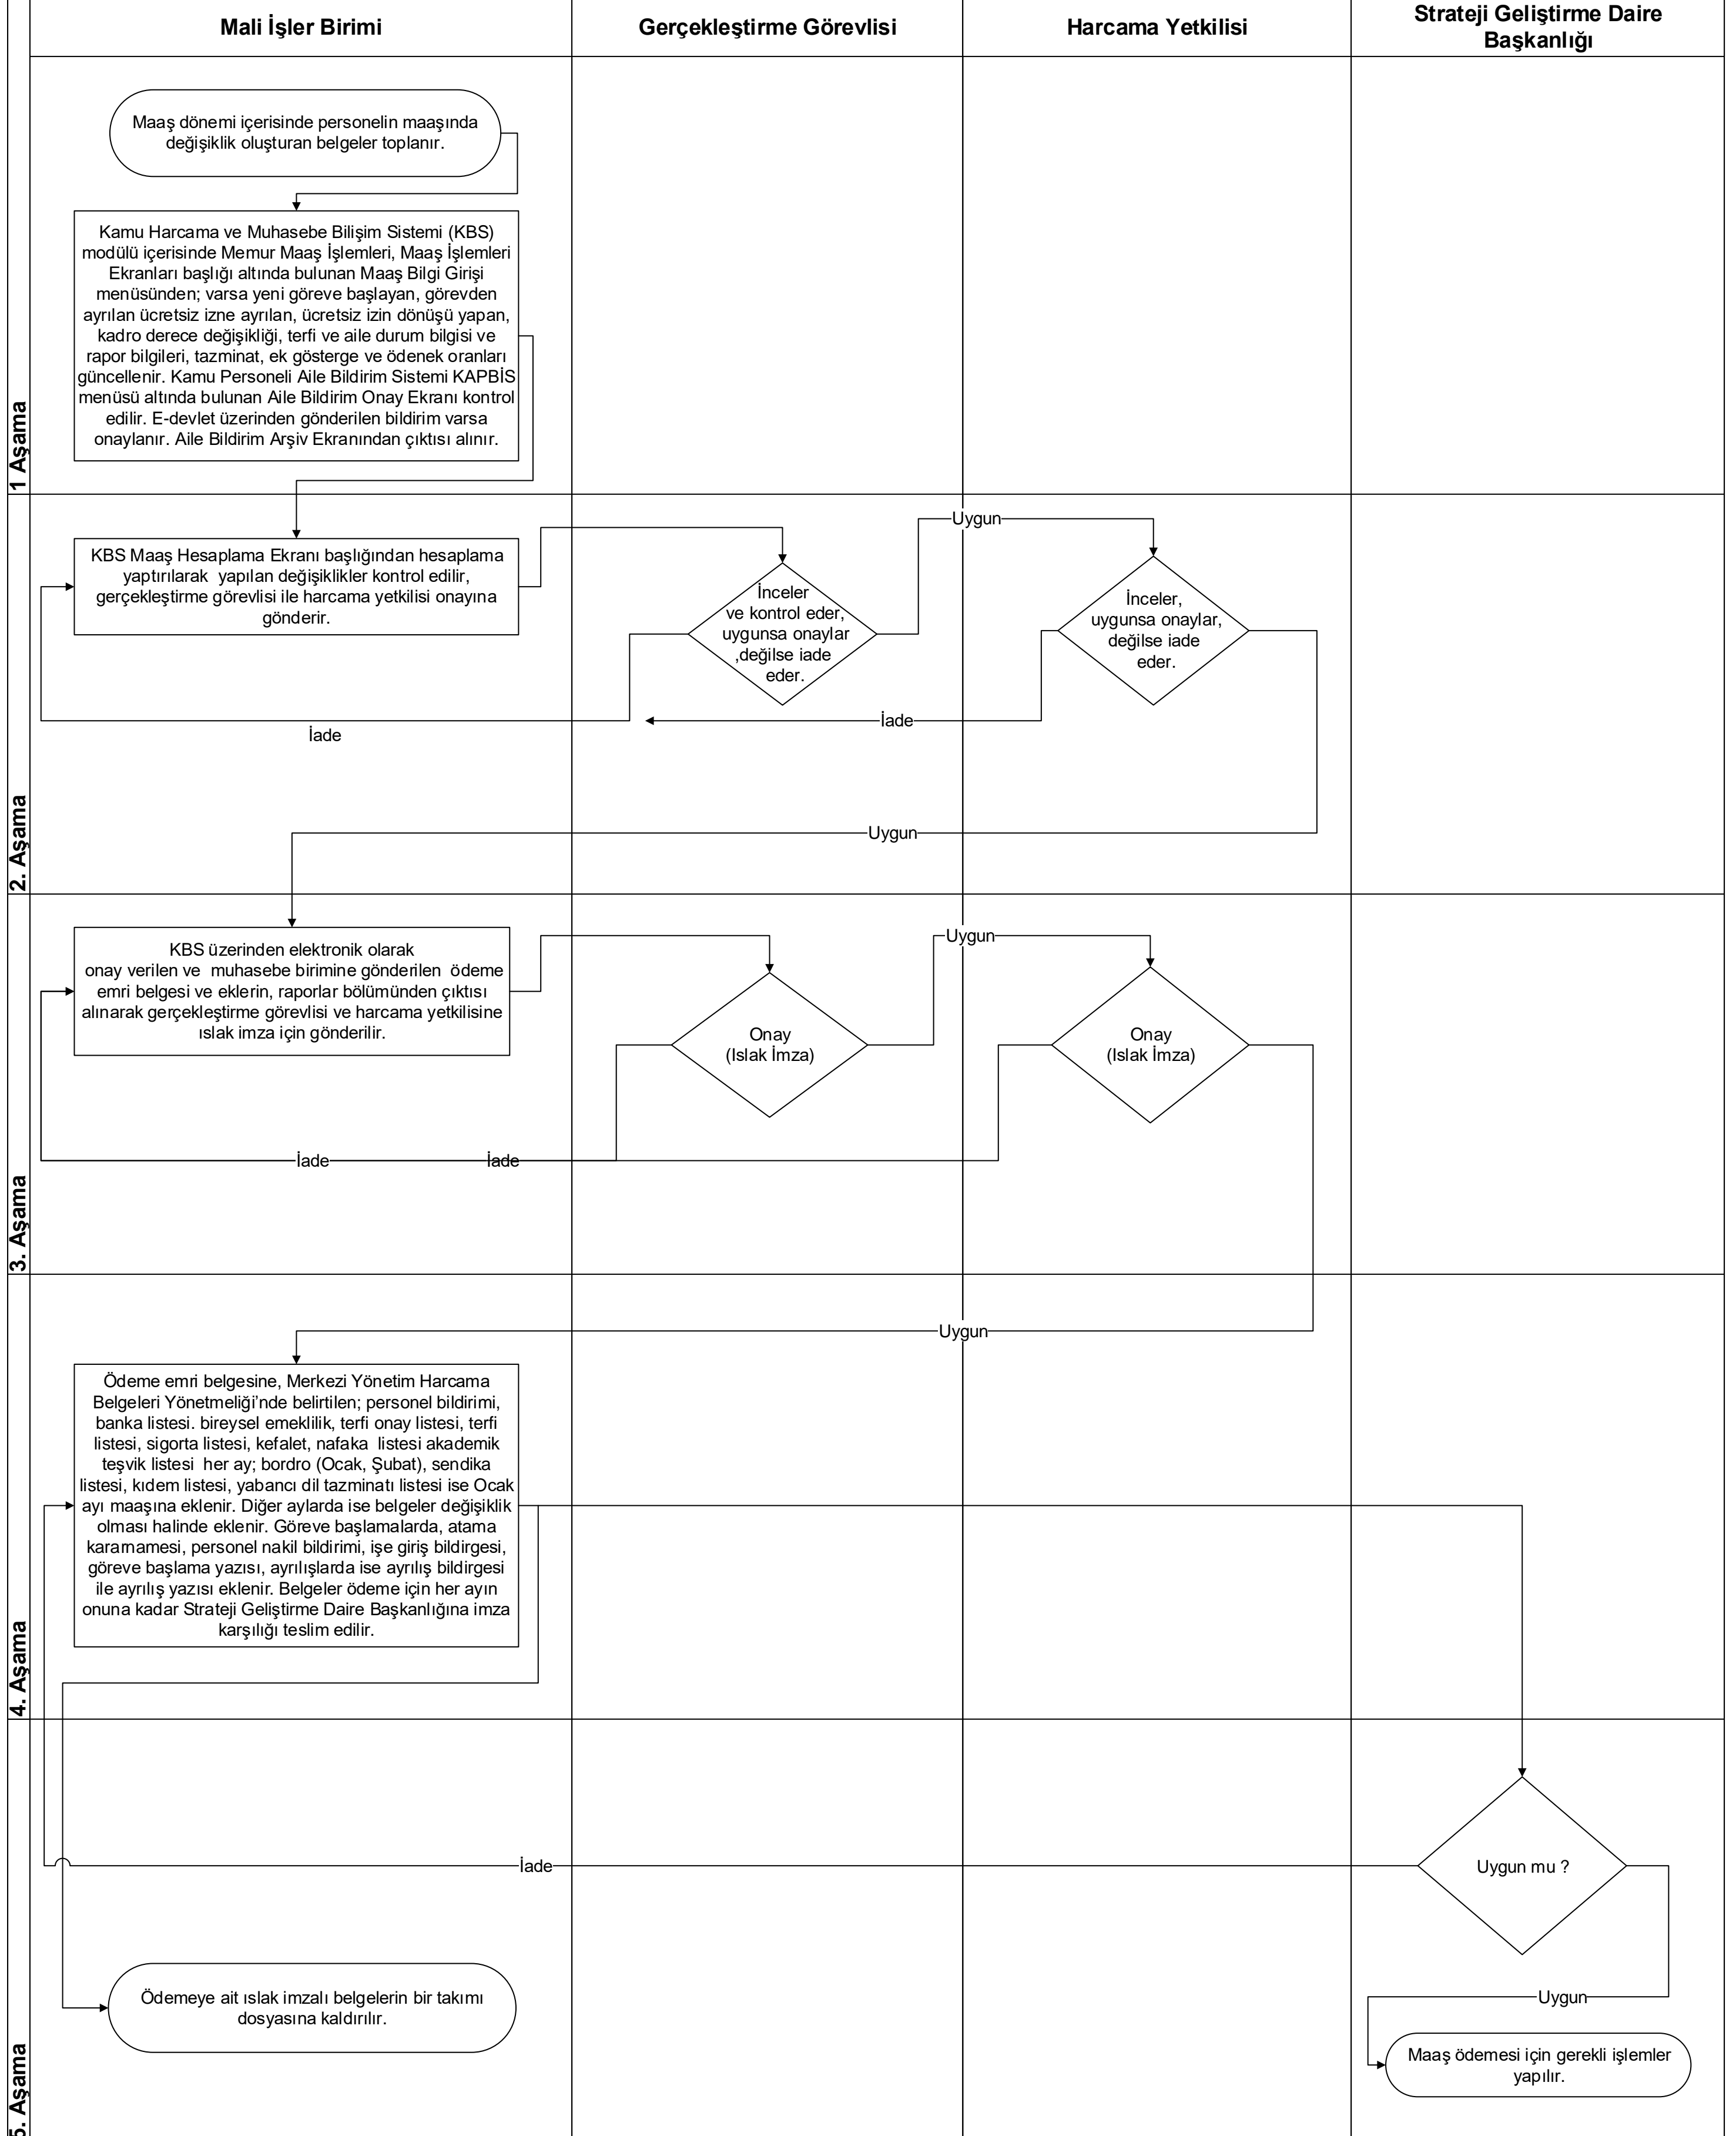 Mali İşler Birimi
Gerçekleştirme Görevlisi
Harcama Yetkilisi
Strateji Geliştirme Daire
Başkanlığı
1 Aşama
Maaş dönemi içerisinde personelin maaşında
değişiklik oluşturan belgeler toplanır.
Kamu Harcama ve Muhasebe Bilişim Sistemi (KBS)
modülü içerisinde Memur Maaş İşlemleri, Maaş İşlemleri
Ekranları başlığı altında bulunan Maaş Bilgi Girişi
menüsünden; varsa yeni göreve başlayan, görevden
ayrılan ücretsiz izne ayrılan, ücretsiz izin dönüşü yapan,
kadro derece değişikliği, terfi ve aile durum bilgisi ve
rapor bilgileri, tazminat, ek gösterge ve ödenek oranları
güncellenir. Kamu Personeli Aile Bildirim Sistemi KAPBİS
menüsü altında bulunan Aile Bildirim Onay Ekranı kontrol
edilir. E-devlet üzerinden gönderilen bildirim varsa
onaylanır. Aile Bildirim Arşiv Ekranından çıktısı alınır.
2. Aşama
KBS Maaş Hesaplama Ekranı başlığından hesaplama
yaptırılarak  yapılan değişiklikler kontrol edilir,
gerçekleştirme görevlisi ile harcama yetkilisi onayına
gönderir.
İnceler
ve kontrol eder,
uygunsa onaylar
,değilse iade
eder.
Uygun
İnceler,
uygunsa onaylar,
değilse iade
eder.
İade
İade
Uygun
3. Aşama
KBS üzerinden elektronik olarak
onay verilen ve  muhasebe birimine gönderilen  ödeme
emri belgesi ve eklerin, raporlar bölümünden çıktısı
alınarak gerçekleştirme görevlisi ve harcama yetkilisine
ıslak imza için gönderilir.
Onay
(Islak İmza)
Uygun
Onay
(Islak İmza)
İade
İade
Uygun
4. Aşama
Ödeme emri belgesine, Merkezi Yönetim Harcama
Belgeleri Yönetmeliği’nde belirtilen; personel bildirimi,
banka listesi. bireysel emeklilik, terfi onay listesi, terfi
listesi, sigorta listesi, kefalet, nafaka  listesi akademik
teşvik listesi  her ay; bordro (Ocak, Şubat), sendika
listesi, kıdem listesi, yabancı dil tazminatı listesi ise Ocak
ayı maaşına eklenir. Diğer aylarda ise belgeler değişiklik
olması halinde eklenir. Göreve başlamalarda, atama
kararnamesi, personel nakil bildirimi, işe giriş bildirgesi,
göreve başlama yazısı, ayrılışlarda ise ayrılış bildirgesi
ile ayrılış yazısı eklenir. Belgeler ödeme için her ayın
onuna kadar Strateji Geliştirme Daire Başkanlığına imza
karşılığı teslim edilir.
5. Aşama
Uygun mu ?
İade
Uygun
Ödemeye ait ıslak imzalı belgelerin bir takımı
dosyasına kaldırılır.
Maaş ödemesi için gerekli işlemler
yapılır.